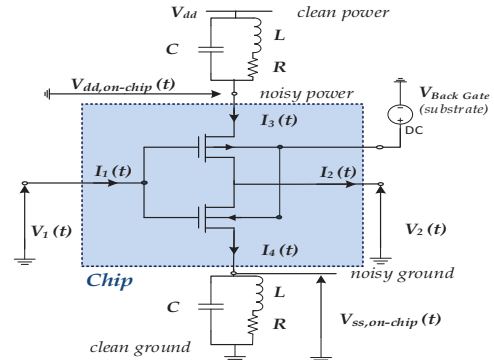 V_dd clean power
C L
R
V_dd,on-chip (t) noisy power
V_Back Gate
(substrate)
DC
I_3 (t)
I_1 (t) I_2 (t)
V_1 (t) V_2 (t)
I_4 (t)
Chip noisy ground
C L
R
V_ss,on-chip (t)
clean ground